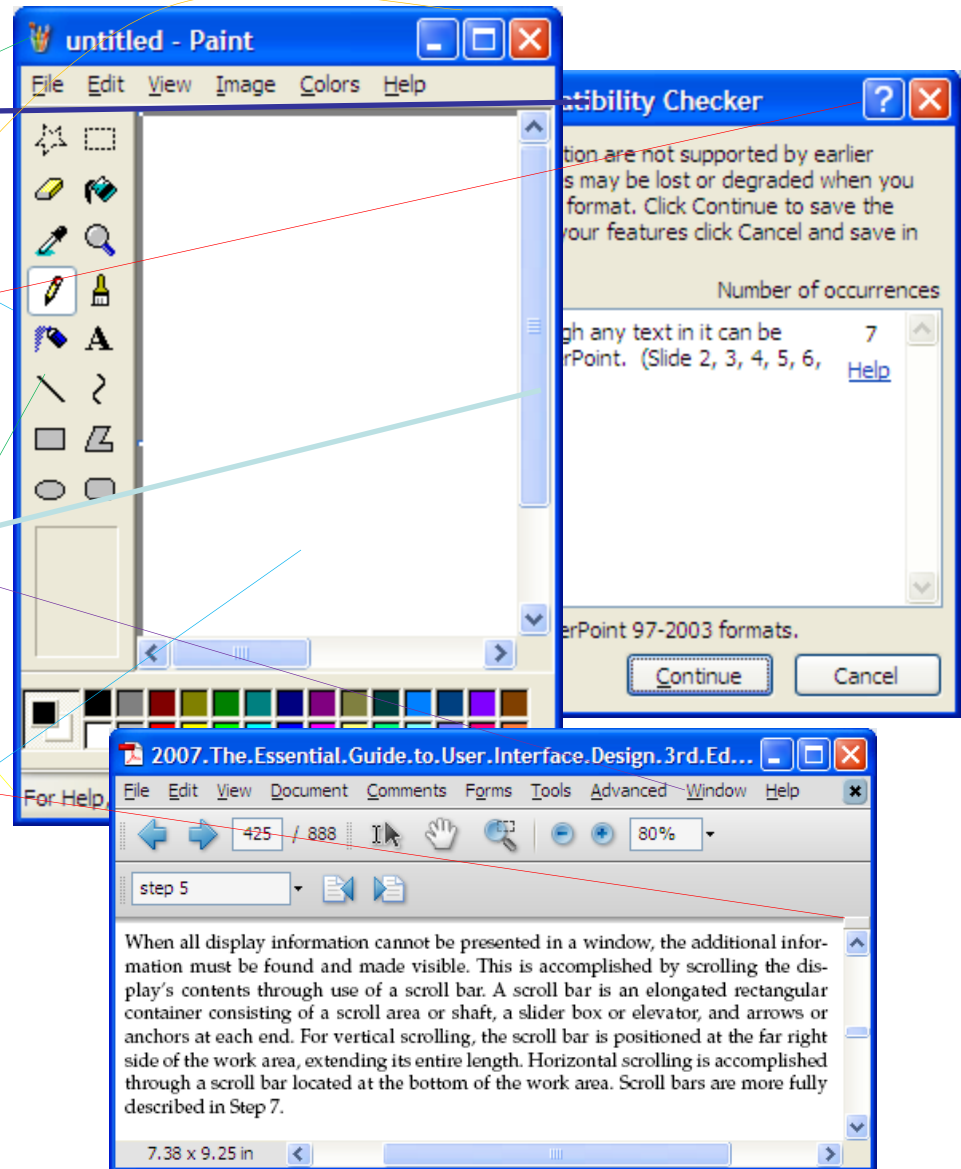 untitled - Paint
File Edit View Image Colors Help
A
For Help,
tibility Checker
tion are not supported by earlier
s may be lost or degraded when you
format. Click Continue to save the
your features click Cancel and save in
Number of occurrences
gh any text in it can be 7
rPoint. (Slide 2, 3, 4, 5, 6, Help
erPoint 97-2003 formats.
Continue Cancel
2007.The.Essential.Guide.to.User.Interface.Design.3rd.Ed...
File Edit View Document Comments Forms Tools Advanced Window Help
425 / 888 80%
step 5
When all display information cannot be presented in a window, the additional infor-
mation must be found and made visible. This is accomplished by scrolling the dis-
play's contents through use of a scroll bar. A scroll bar is an elongated rectangular
container consisting of a scroll area or shaft, a slider box or elevator, and arrows or
anchors at each end. For vertical scrolling, the scroll bar is positioned at the far right
side of the work area, extending its entire length. Horizontal scrolling is accomplished
through a scroll bar located at the bottom of the work area. Scroll bars are more fully
described in Step 7.
7.38 x 9.25 in